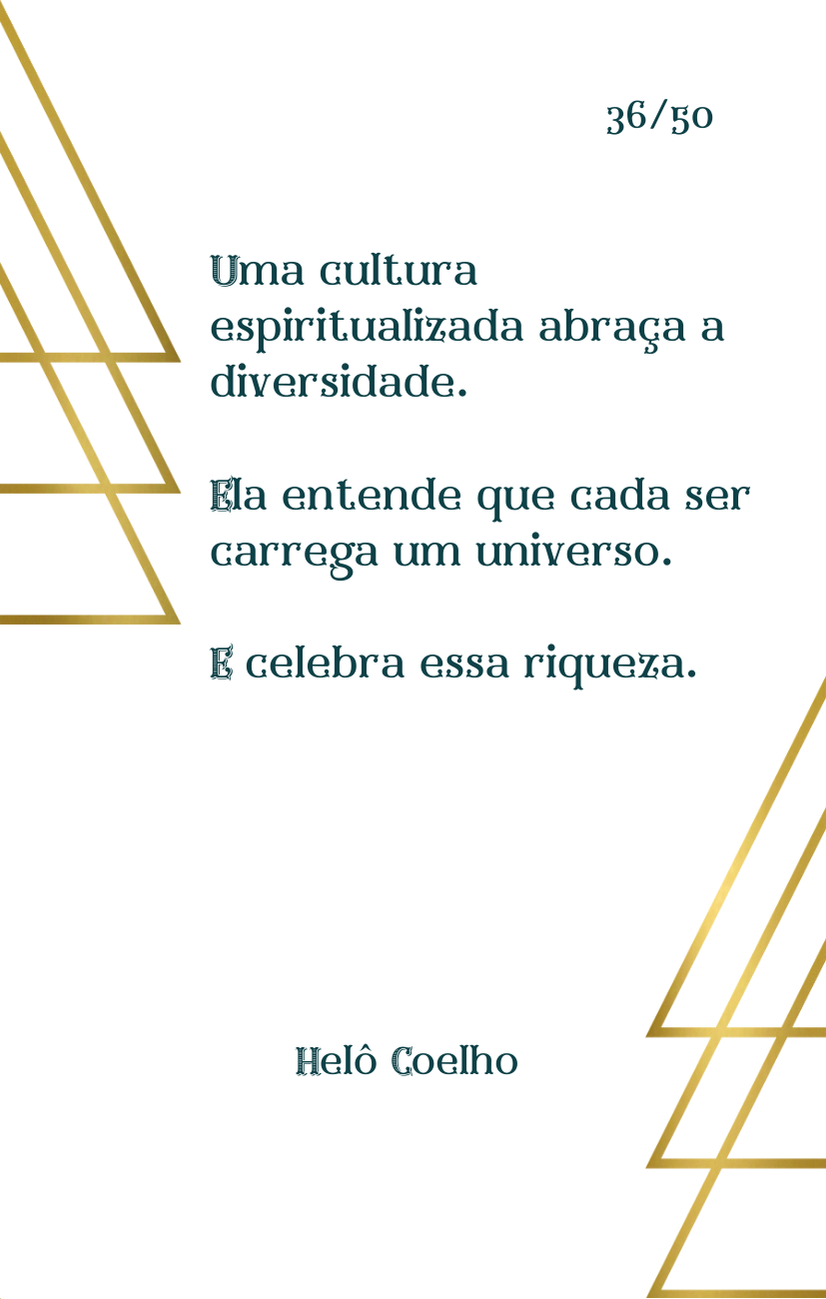 36/50
Uma cultura
espiritualizada abraça a
diversidade.
Ela entende que cada ser
carrega um universo.
E celebra essa riqueza.
Helô Coelho